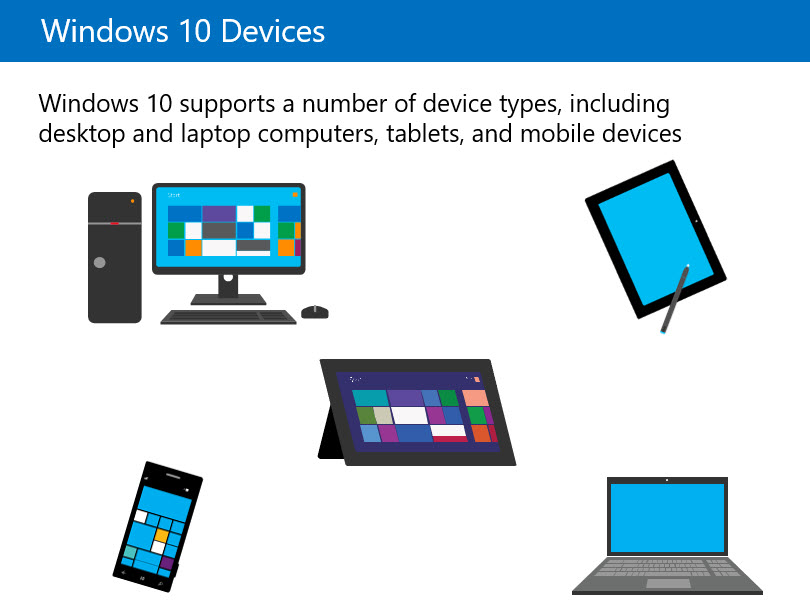 Windows 10 Devices
Windows 10 supports a number of device types, including
desktop and laptop computers, tablets, and mobile devices
Start